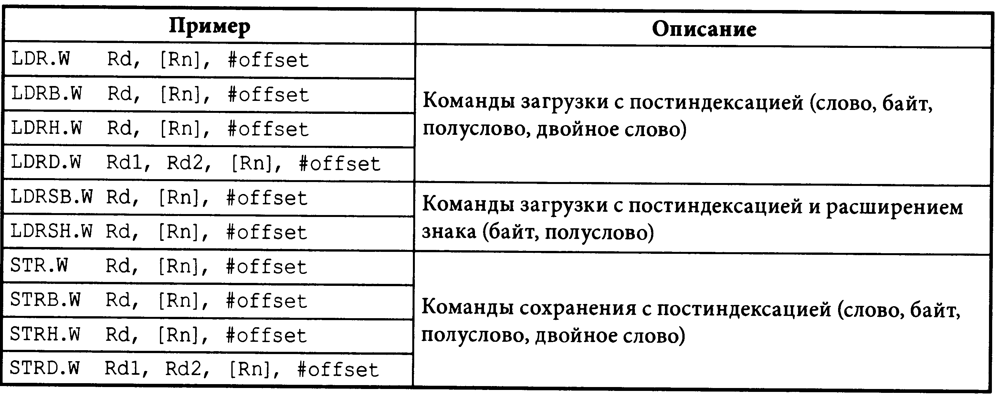 Пример
Описание
LDR.W Rd, [Rn], #offset
LDRB.W Rd, [Rn], #offset
LDRH.W Rd, [Rn], #offset
LDRD.W Rd1, Rd2, [Rn], #offset
Команды загрузки с постиндексацией (слово, байт,
полуслово, двойное слово)
LDRSB.W Rd, [Rn], #offset
LDRSH.W Rd, [Rn], #offset
Команды загрузки с постиндексацией и расширением
знака (байт, полуслово)
STR.W Rd, [Rn], #offset
STRB.W Rd, [Rn], #offset
STRH.W Rd, [Rn], #offset
STRD.W Rd1, Rd2, [Rn], #offset
Команды сохранения с постиндексацией (слово, байт,
полуслово, двойное слово)